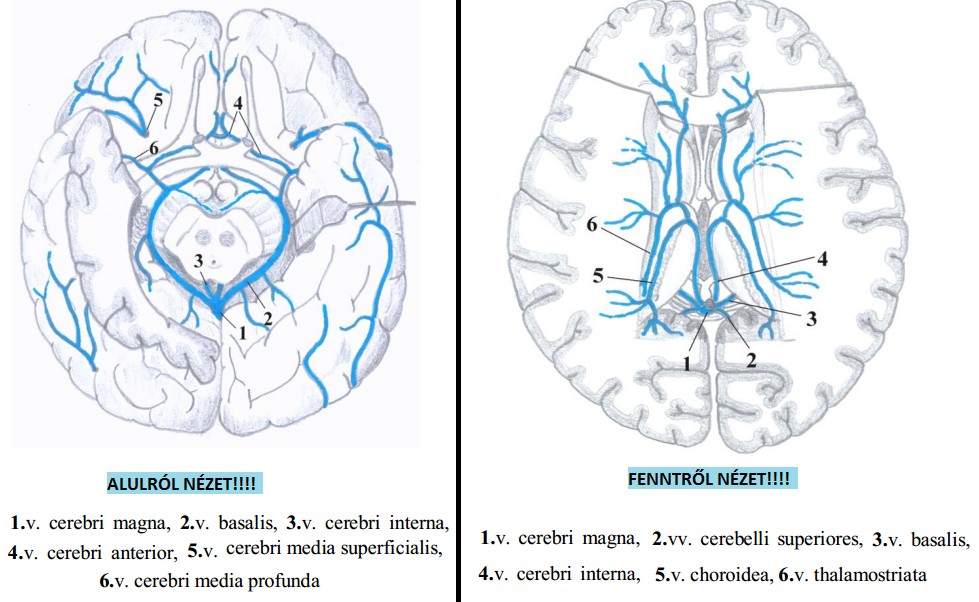 5
4
6
3
2
1
ALULRÓL NÉZET!!!!
1.v. cerebri magna, 2.v. basalis, 3.v. cerebri interna,
4.v. cerebri anterior, 5.v. cerebri media superficialis,
6.v. cerebri media profunda
6
5
4
3
1
2
FENNTRŐL NÉZET!!!!
1.v. cerebri magna, 2.vv. cerebelli superiores, 3.v. basalis,
4.v. cerebri interna, 5.v. choroidea, 6.v. thalamostriata